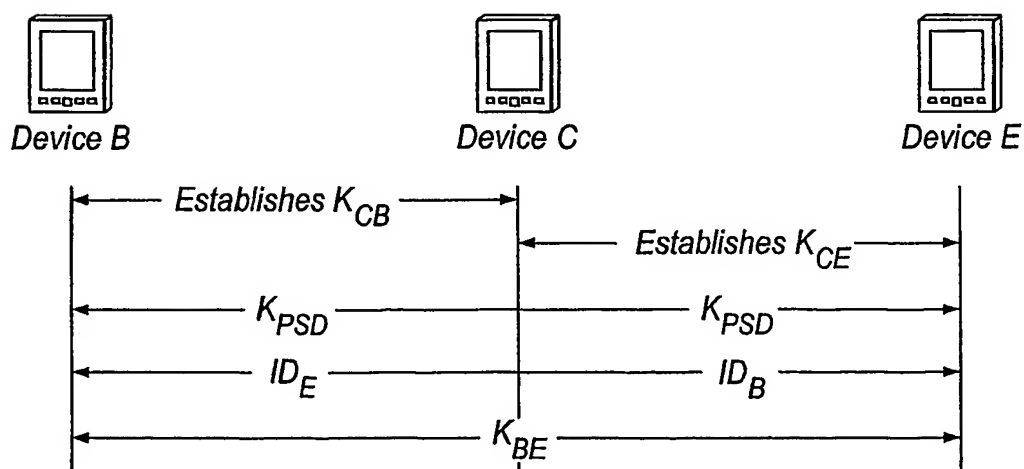 Device B Device C Device E
Establishes K_CB
Establishes K_CE
K_PSD K_PSD
ID_E ID_B
K_BE